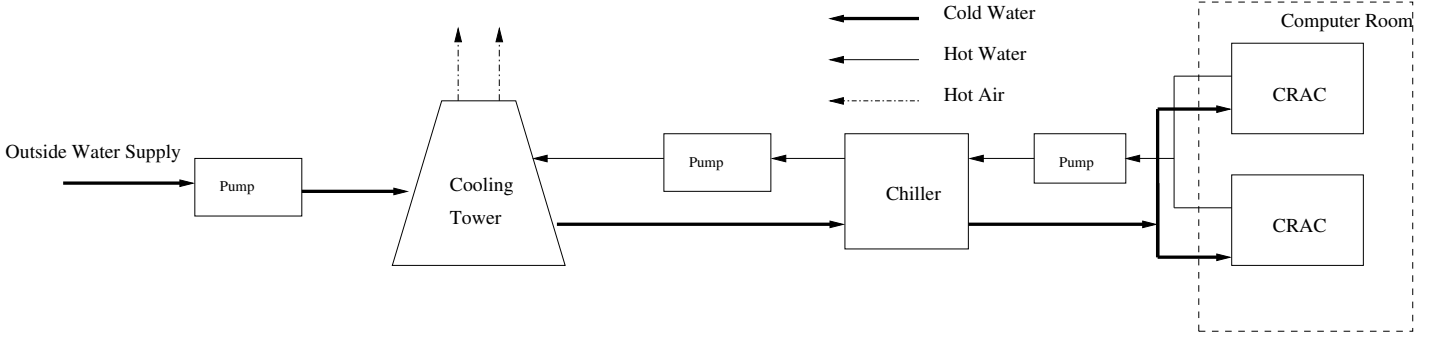 Cold Water
Computer Room
Hot Water
Hot Air
CRAC
Outside Water Supply
Pump
Cooling
Tower
Pump
Chiller
Pump
CRAC